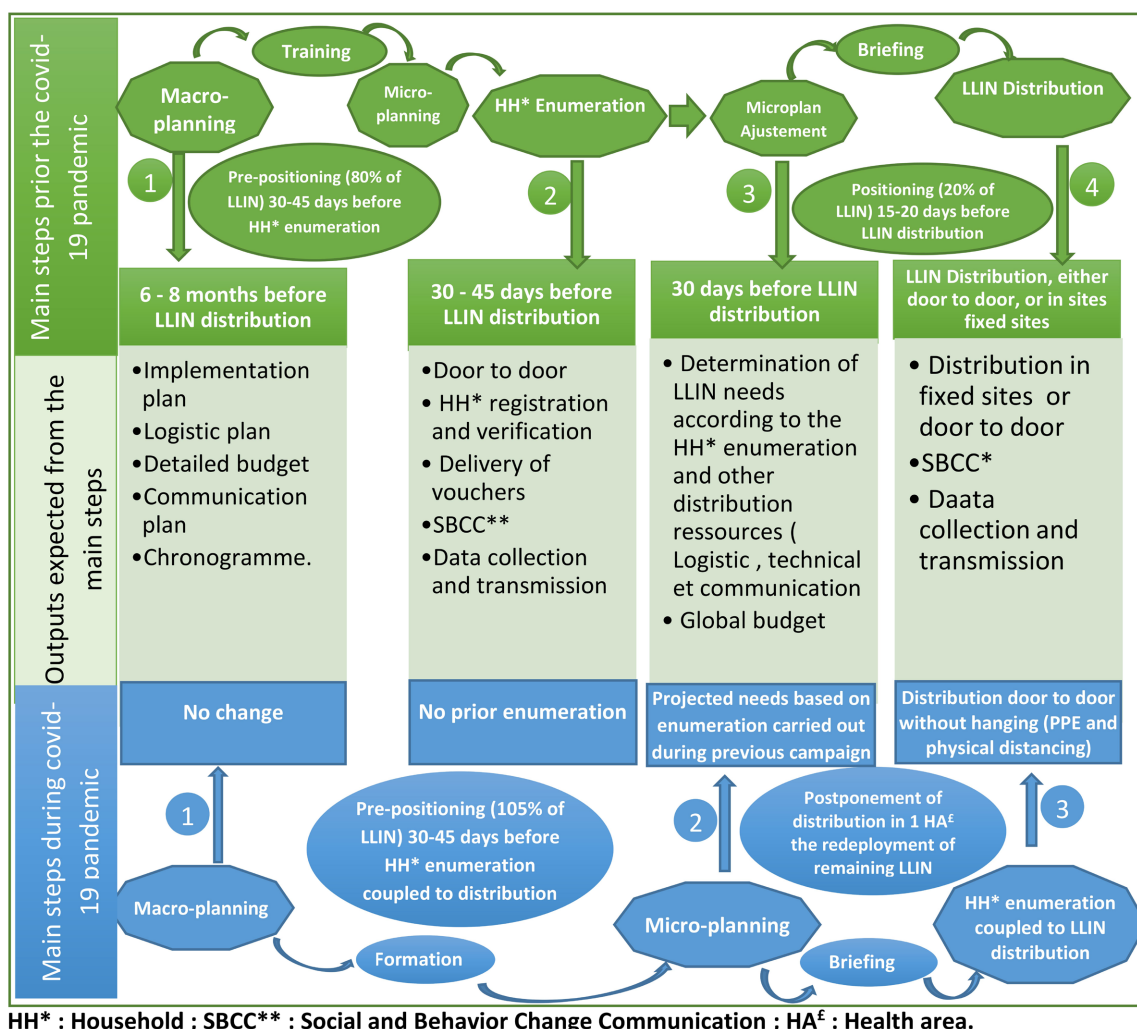 Main steps prior the covid-
19 pandemic
Training
Briefing
Macro-
planning
Micro-
planning
HH* Enumeration
Microplan
Ajustement
LLIN Distribution
1
Pre-positioning (80% of
LLIN) 30-45 days before
HH* enumeration
2
3
Positioning (20% of
LLIN) 15-20 days before
LLIN distribution
4
6 - 8 months before
LLIN distribution
30 - 45 days before
LLIN distribution
30 days before LLIN
distribution
LLIN Distribution, either
door to door, or in sites
fixed sites
Outputs expected from the
main steps
•Implementation
plan
•Logistic plan
•Detailed budget
•Communication
plan
•Chronogramme.
•Door to door
• HH* registration
and verification
• Delivery of
vouchers
•SBCC**
•Data collection
and transmission
• Determination of
LLIN needs
according to the
HH* enumeration
and other
distribution
ressources (
Logistic , technical
et communication
• Global budget
• Distribution in
fixed sites or
door to door
•SBCC*
• Daata
collection and
transmission
Main steps during covid-
19 pandemic
No change
No prior enumeration
Projected needs based on
enumeration carried out
during previous campaign
Distribution door to door
without hanging (PPE and
physical distancing)
1
Pre-positioning (105% of
LLIN) 30-45 days before
HH* enumeration
coupled to distribution
2
Postponement of
distribution in 1 HA£
the redeployment of
remaining LLIN
3
Macro-planning
Formation
Micro-planning
Briefing
HH* enumeration
coupled to LLIN
distribution
HH* : Household : SBCC** : Social and Behavior Change Communication : HA£ : Health area.